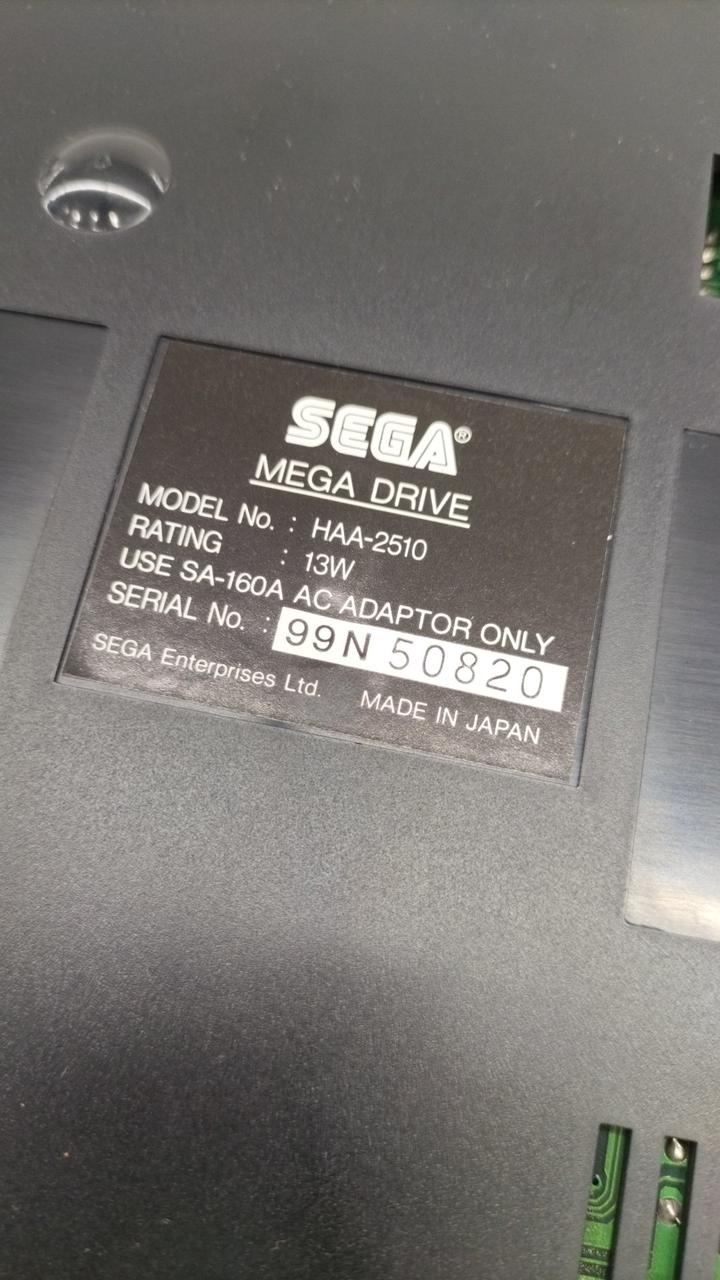 SEGA®
MEGA DRIVE
MODEL No. : HAA-2510
RATING : 13W
USE SA-160A AC ADAPTOR ONLY
SERIAL No. : 99N 50820
SEGA Enterprises Ltd. MADE IN JAPAN